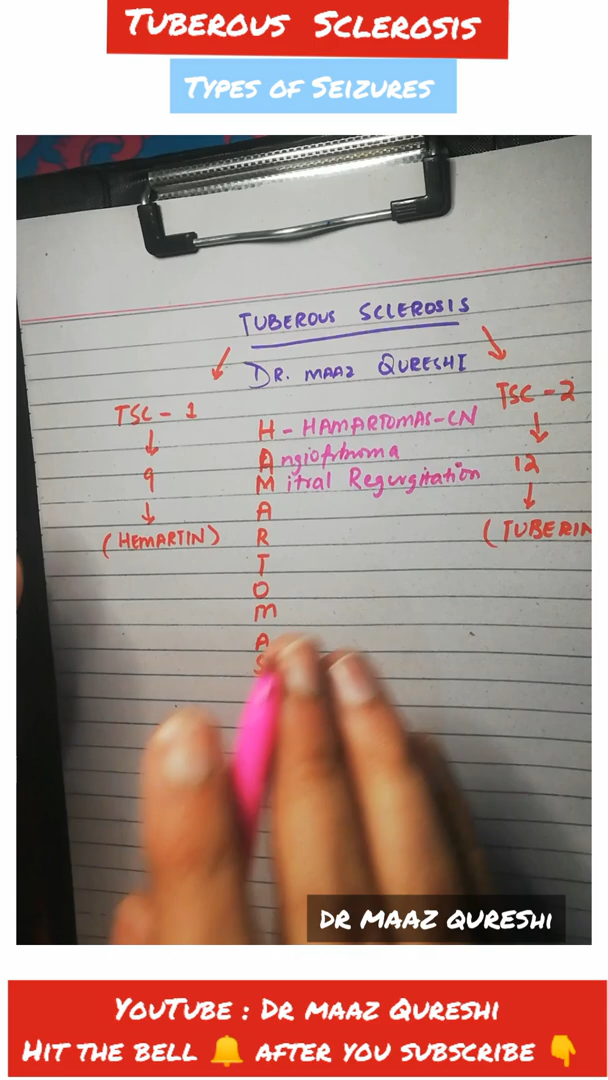 TUBEROUS SCLEROSIS
TYPES OF SEIZURES
TUBEROUS SCLEROSIS
DR. MAAZ QURESHI
TSC - 1
9
(HEMARTIN)
H - HAMARTOMAS-CN
Angiofibroma
Mitral Regurgitation
A
R
T
O
M
A
S
TSC - 2
12
(TUBERIN
DR MAAZ QURESHI
YOUTUBE : DR MAAZ QURESHI
HIT THE BELL 🔔 AFTER YOU SUBSCRIBE 👇